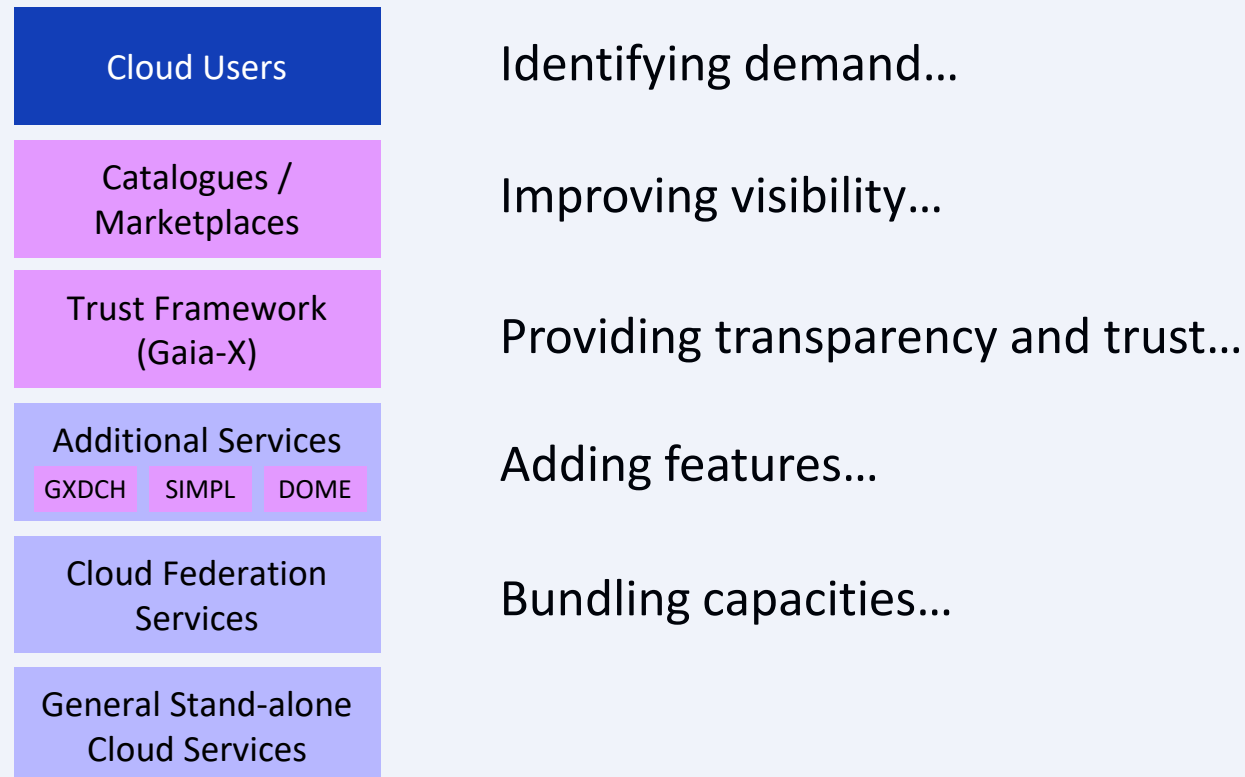 Cloud Users
Identifying demand…
Catalogues /
Marketplaces
Improving visibility…
Trust Framework
(Gaia-X)
Providing transparency and trust…
Additional Services
GXDCH SIMPL DOME
Adding features…
Cloud Federation
Services
Bundling capacities…
General Stand-alone
Cloud Services